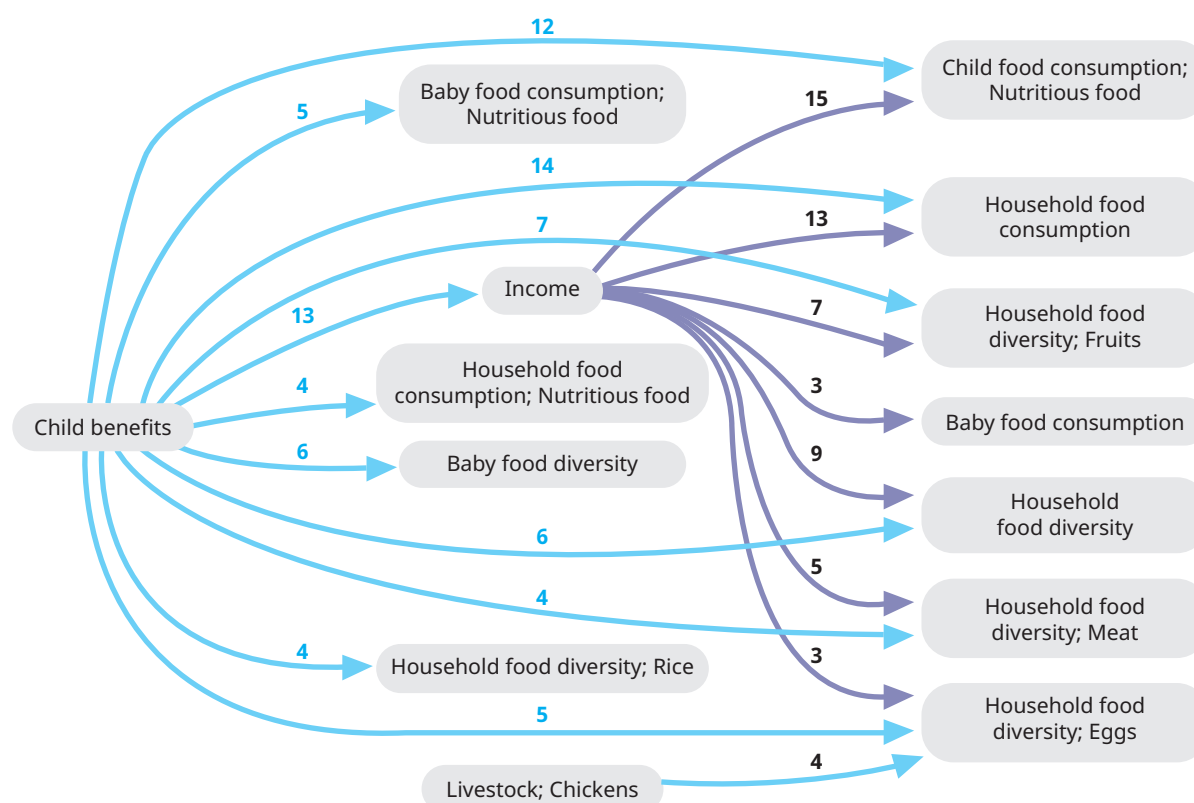 12
Child food consumption;
Nutritious food
Baby food consumption;
Nutritious food
5
15
14
Household food
consumption
13
7
Income
13
7
Household food
diversity; Fruits
Household food
consumption; Nutritious food
4
3
Child benefits
Baby food consumption
6
Baby food diversity
9
Household
food diversity
6
5
4
Household food
diversity; Meat
4
Household food diversity; Rice
3
5
Household food
diversity; Eggs
4
Livestock; Chickens